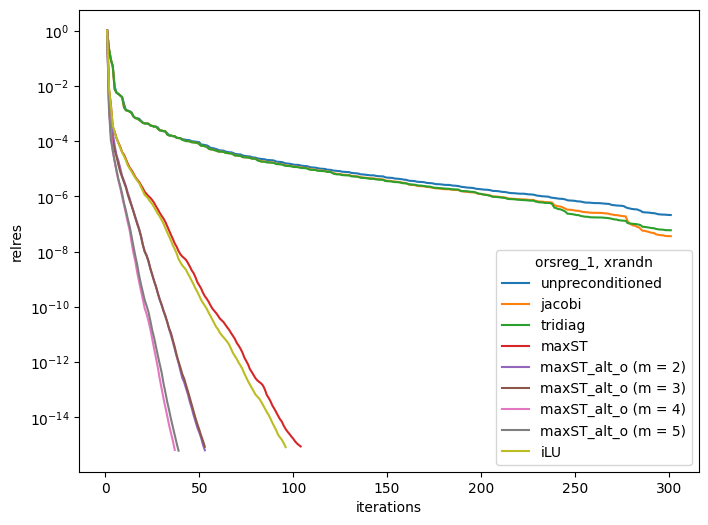 10^0
10^-2
10^-4
10^-6
10^-8
10^-10
10^-12
10^-14
relres
0 50 100 150 200 250 300
iterations
orsreg_1, xrandn
unpreconditioned
jacobi
tridiag
maxST
maxST_alt_o (m = 2)
maxST_alt_o (m = 3)
maxST_alt_o (m = 4)
maxST_alt_o (m = 5)
iLU